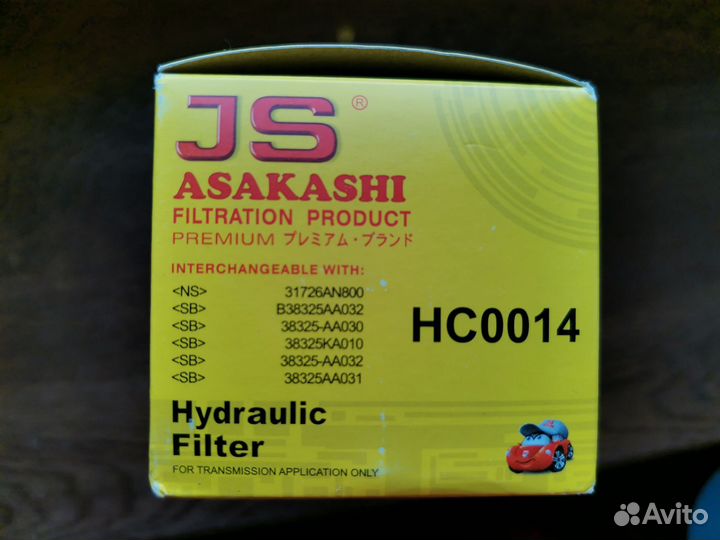 JS®
ASAKASHI
FILTRATION PRODUCT
PREMIUM プレミアム・ブランド
INTERCHANGEABLE WITH:
<NS> 31726AN800
<SB> B38325AA032
<SB> 38325-AA030
<SB> 38325KA010
<SB> 38325-AA032
<SB> 38325AA031
HC0014
Hydraulic
Filter
FOR TRANSMISSION APPLICATION ONLY
Avito